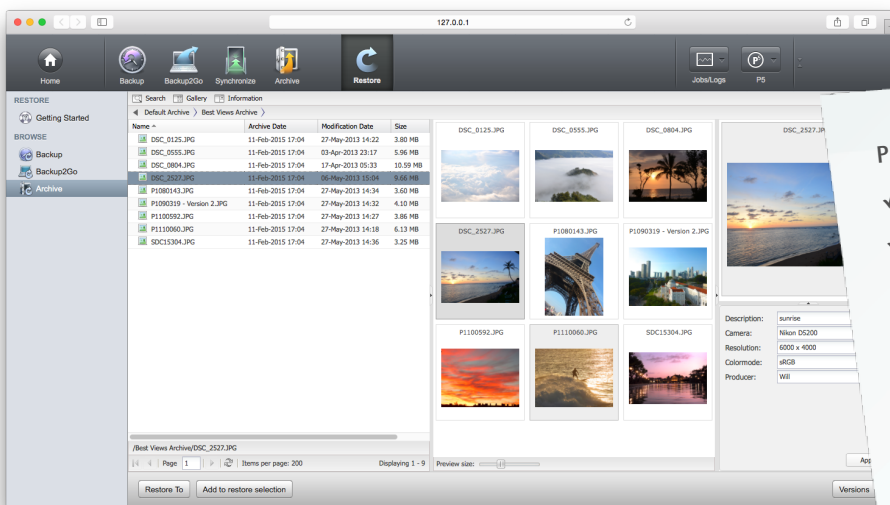 127.0.0.1
Home Backup Backup2Go Synchronize Archive Restore Jobs/Logs P5
RESTORE
Getting Started
BROWSE
Backup
Backup2Go
Archive
Search Gallery Information
Default Archive Best Views Archive
Name Archive Date Modification Date Size
DSC_0125.JPG 11-Feb-2015 17:04 27-May-2013 14:22 3.80 MB
DSC_0555.JPG 11-Feb-2015 17:04 03-Apr-2013 23:17 5.96 MB
DSC_0804.JPG 11-Feb-2015 17:04 17-Apr-2013 05:33 10.59 MB
DSC_2527.JPG 11-Feb-2015 17:04 06-May-2013 15:04 9.66 MB
P1080143.JPG 11-Feb-2015 17:04 27-May-2013 14:34 3.60 MB
P1090319 - Version 2.JPG 11-Feb-2015 17:04 27-May-2013 14:32 4.10 MB
P1100592.JPG 11-Feb-2015 17:04 27-May-2013 14:27 3.86 MB
P1110060.JPG 11-Feb-2015 17:04 27-May-2013 14:18 6.13 MB
SDC15304.JPG 11-Feb-2015 17:04 27-May-2013 14:36 3.25 MB
/Best Views Archive/DSC_2527.JPG
Page 1 Items per page: 200 Displaying 1 - 9
DSC_0125.JPG DSC_0555.JPG DSC_0804.JPG
DSC_2527.JPG P1080143.JPG P1090319 - Version 2.JPG
P1100592.JPG P1110060.JPG SDC15304.JPG
Preview size:
DSC_2527.JP
Description: sunrise
Camera: Nikon D5200
Resolution: 6000 x 4000
Colormode: sRGB
Producer: Will
App
Restore To Add to restore selection Versions
P